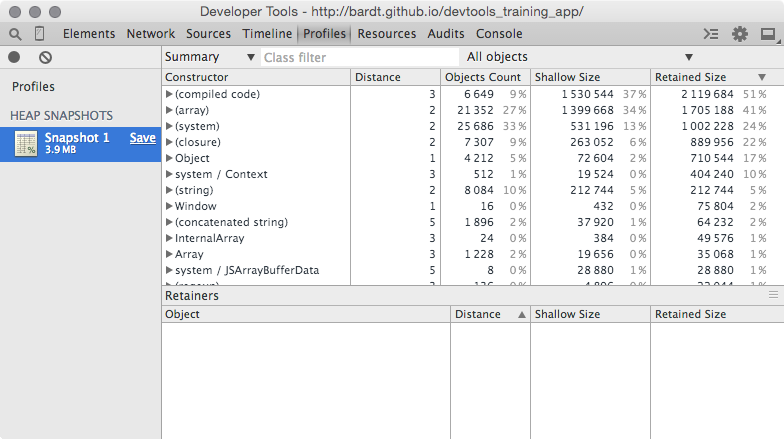 Developer Tools - http://bardt.github.io/devtools_training_app/
Elements Network Sources Timeline Profiles Resources Audits Console
Summary ▼ Class filter All objects ▼
Profiles
HEAP SNAPSHOTS
Snapshot 1 Save
3.9 MB
Constructor Distance Objects Count Shallow Size Retained Size ▼
▶(compiled code) 3 6 649 9% 1 530 544 37% 2 119 684 51%
▶(array) 2 21 352 27% 1 399 668 34% 1 705 188 41%
▶(system) 2 25 686 33% 531 196 13% 1 002 228 24%
▶(closure) 2 7 307 9% 263 052 6% 889 956 22%
▶Object 1 4 212 5% 72 604 2% 710 544 17%
▶system / Context 3 512 1% 19 524 0% 404 240 10%
▶(string) 2 8 084 10% 212 744 5% 212 744 5%
▶Window 1 16 0% 432 0% 75 804 2%
▶(concatenated string) 5 1 896 2% 37 920 1% 64 232 2%
▶InternalArray 3 24 0% 384 0% 49 576 1%
▶Array 3 1 228 2% 19 656 0% 35 068 1%
▶system / JSArrayBufferData 5 8 0% 28 880 1% 28 880 1%
Retainers
Object Distance ▲ Shallow Size Retained Size